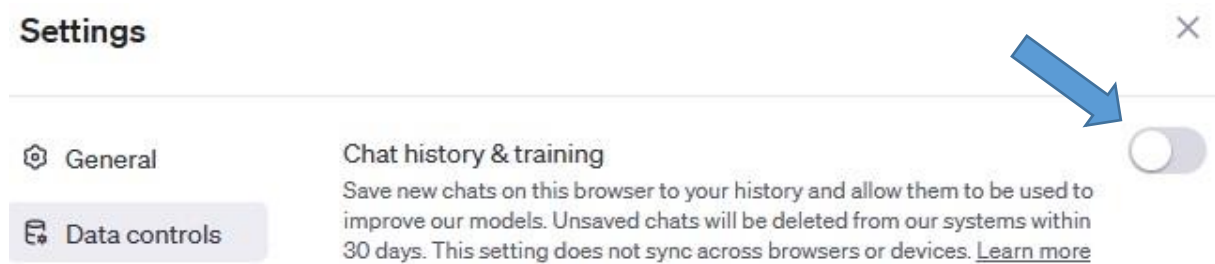 Settings
General
Data controls
Chat history & training
Save new chats on this browser to your history and allow them to be used to
improve our models. Unsaved chats will be deleted from our systems within
30 days. This setting does not sync across browsers or devices. Learn more